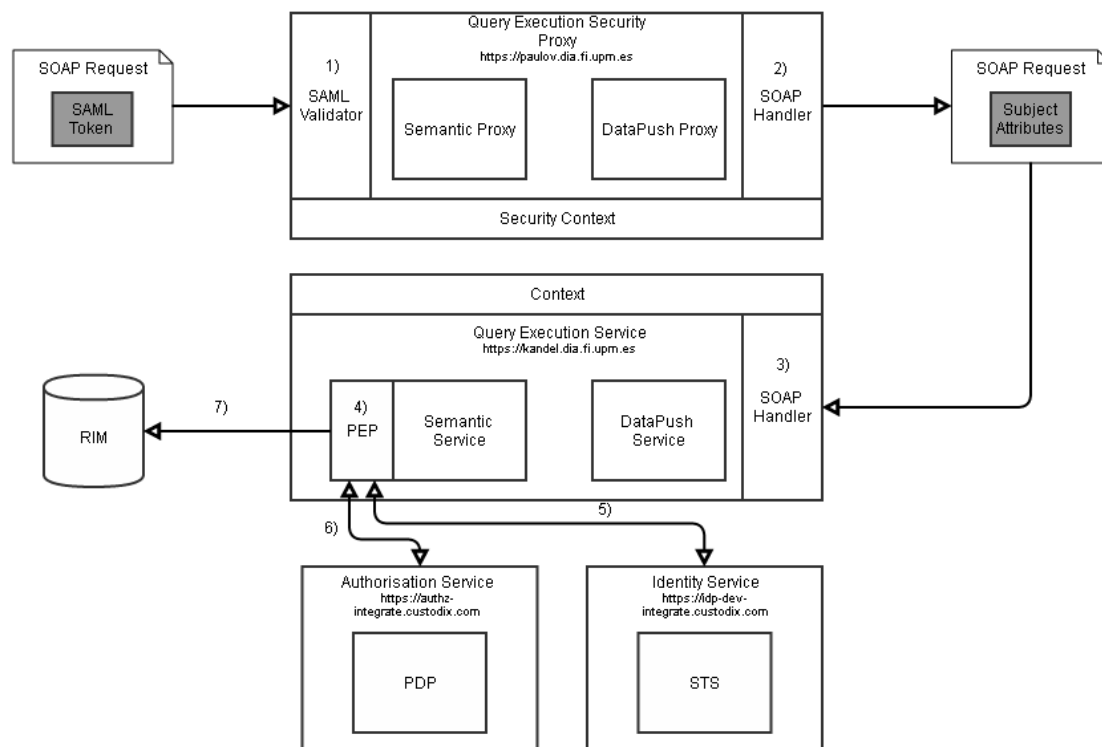 Query Execution Security
Proxy
https://paulov.dia.fi.upm.es
SOAP Request
SAML
Token
1)
SAML
Validator
Semantic Proxy
DataPush Proxy
2)
SOAP
Handler
SOAP Request
Subject
Attributes
Security Context
Context
Query Execution Service
https://kandel.dia.fi.upm.es
3)
SOAP
Handler
RIM
7)
4)
PEP
Semantic
Service
DataPush
Service
6)
5)
Authorisation Service
https://authz-
integrate.custodix.com
PDP
Identity Service
https://idp-dev-
integrate.custodix.com
STS